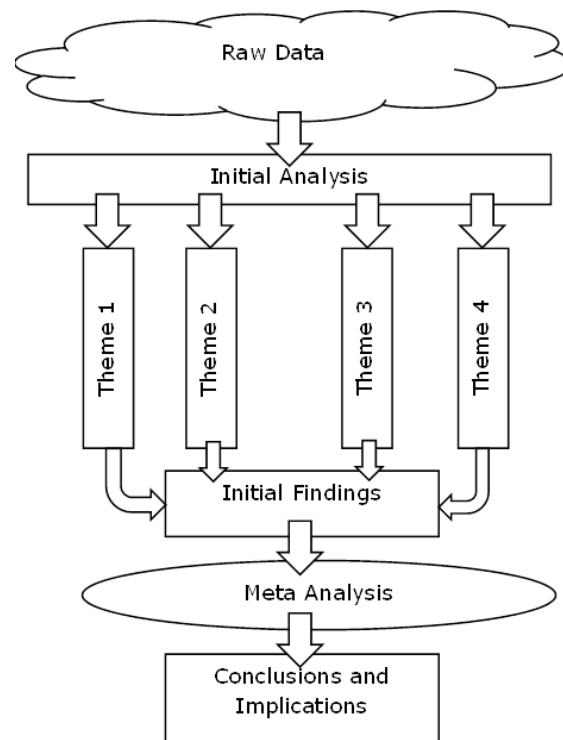 Raw Data
Initial Analysis
Theme 1
Theme 2
Theme 3
Theme 4
Initial Findings
Meta Analysis
Conclusions and
Implications